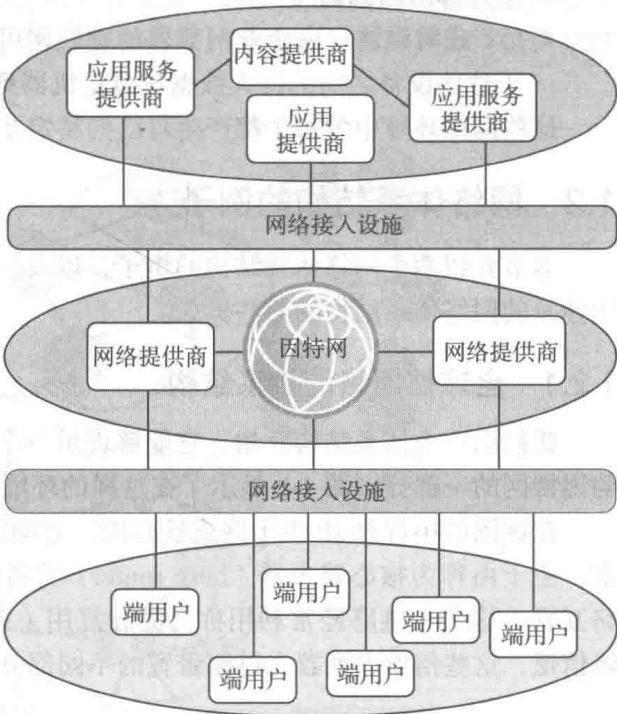 内容提供商
应用服务
提供商
应用服务
提供商
应用
提供商
网络接入设施
网络提供商
因特网
网络提供商
网络接入设施
端用户
端用户
端用户
端用户
端用户
端用户
端用户